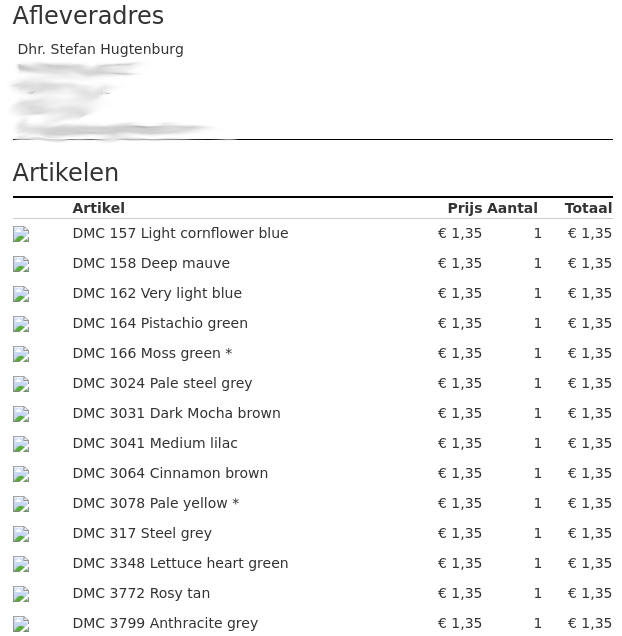 Afleveradres
Dhr. Stefan Hugtenburg
Artikelen
Artikel Prijs Aantal Totaal
DMC 157 Light cornflower blue € 1,35 1 € 1,35
DMC 158 Deep mauve € 1,35 1 € 1,35
DMC 162 Very light blue € 1,35 1 € 1,35
DMC 164 Pistachio green € 1,35 1 € 1,35
DMC 166 Moss green * € 1,35 1 € 1,35
DMC 3024 Pale steel grey € 1,35 1 € 1,35
DMC 3031 Dark Mocha brown € 1,35 1 € 1,35
DMC 3041 Medium lilac € 1,35 1 € 1,35
DMC 3064 Cinnamon brown € 1,35 1 € 1,35
DMC 3078 Pale yellow * € 1,35 1 € 1,35
DMC 317 Steel grey € 1,35 1 € 1,35
DMC 3348 Lettuce heart green € 1,35 1 € 1,35
DMC 3772 Rosy tan € 1,35 1 € 1,35
DMC 3799 Anthracite grey € 1,35 1 € 1,35